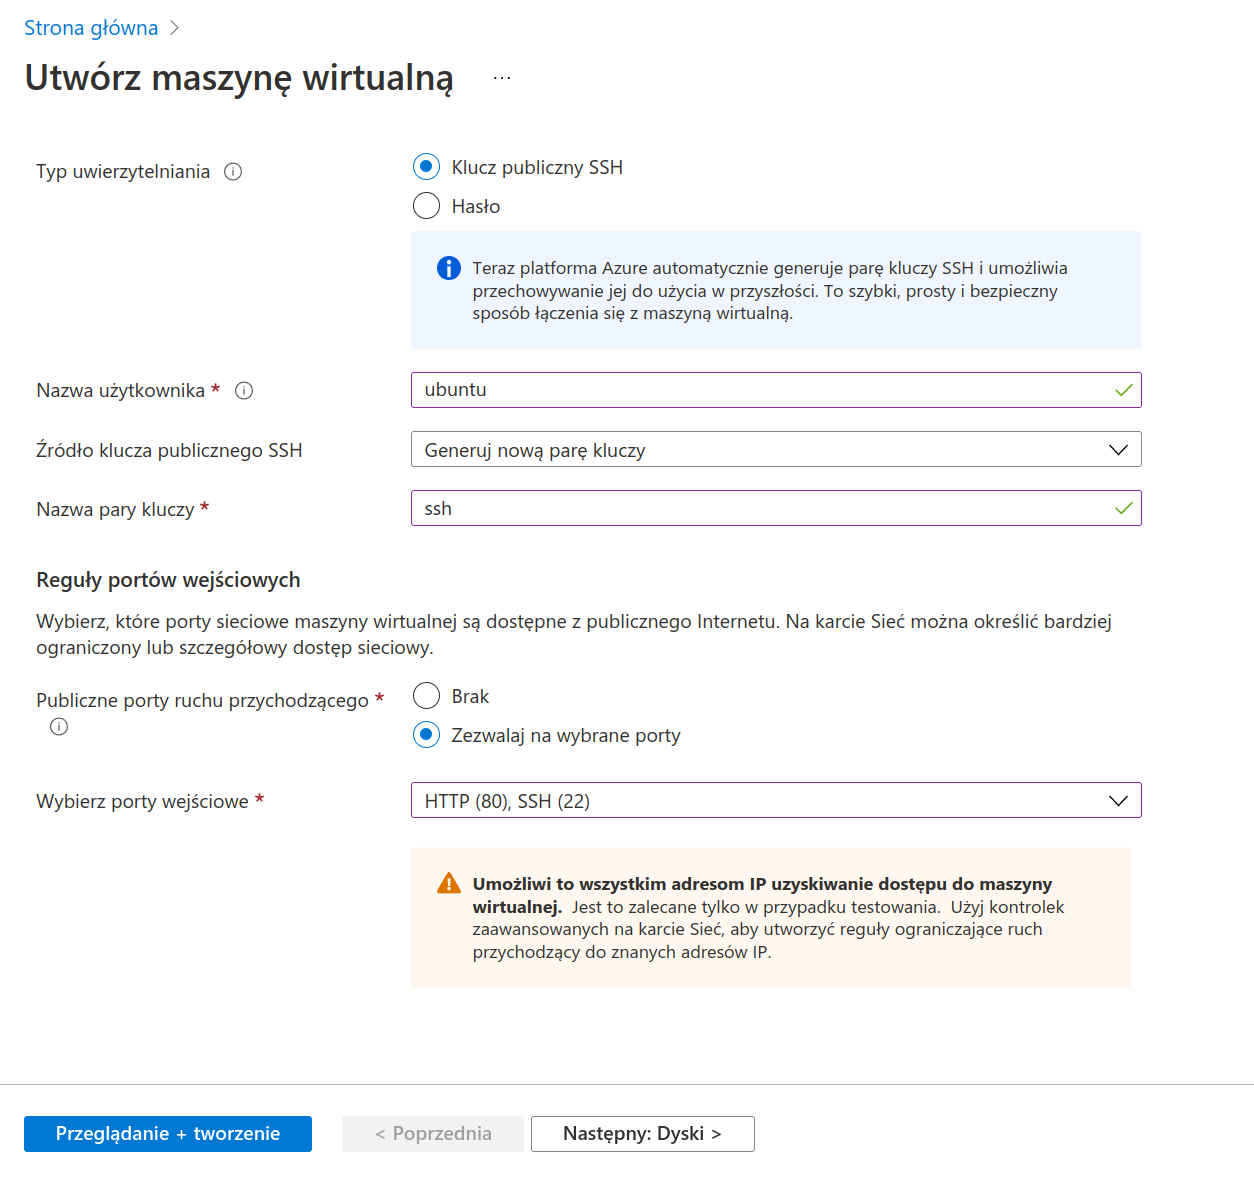 Strona główna >
Utwórz maszynę wirtualną ...
Typ uwierzytelniania
Klucz publiczny SSH
Hasło
Teraz platforma Azure automatycznie generuje parę kluczy SSH i umożliwia
przechowywanie jej do użycia w przyszłości. To szybki, prosty i bezpieczny
sposób łączenia się z maszyną wirtualną.
Nazwa użytkownika *
ubuntu
Źródło klucza publicznego SSH
Generuj nową parę kluczy
Nazwa pary kluczy *
ssh
Reguły portów wejściowych
Wybierz, które porty sieciowe maszyny wirtualnej są dostępne z publicznego Internetu. Na karcie Sieć można określić bardziej
ograniczony lub szczegółowy dostęp sieciowy.
Publiczne porty ruchu przychodzącego *
Brak
Zezwalaj na wybrane porty
Wybierz porty wejściowe *
HTTP (80), SSH (22)
Umożliwi to wszystkim adresom IP uzyskiwanie dostępu do maszyny
wirtualnej. Jest to zalecane tylko w przypadku testowania. Użyj kontrolek
zaawansowanych na karcie Sieć, aby utworzyć reguły ograniczające ruch
przychodzący do znanych adresów IP.
Przeglądanie + tworzenie
< Poprzednia
Następny: Dyski >